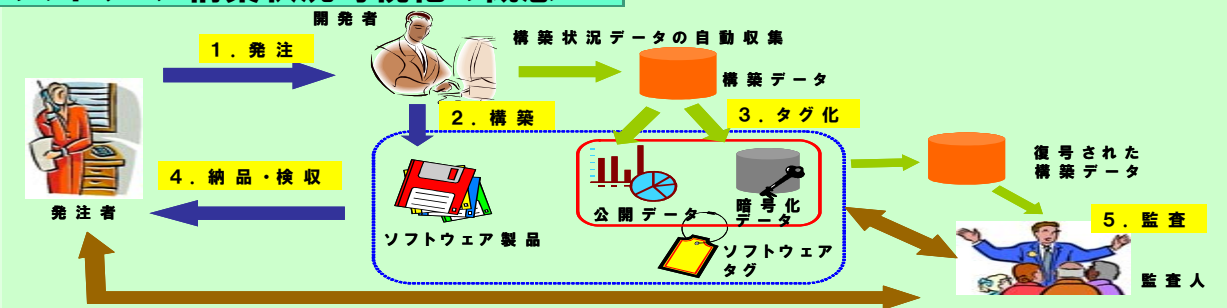 開発者
1．発注
構築状況データの自動収集
構築データ
2．構築
3．タグ化
4．納品・検収
発注者
ソフトウェア製品
公開データ
暗号化
データ
ソフトウェア
タグ
復号された
構築データ
5．監査
監査人